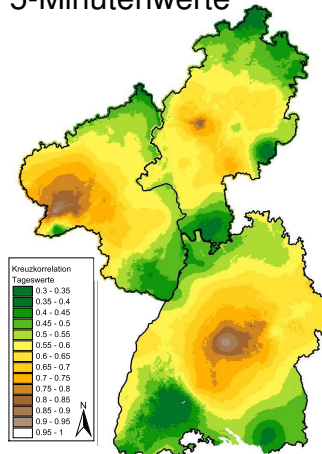 5-Minutenwerte
Kreuzkorrelation
Tageswerte
0.3 - 0.35
0.35 - 0.4
0.4 - 0.45
0.45 - 0.5
0.5 - 0.55
0.55 - 0.6
0.6 - 0.65
0.65 - 0.7
0.7 - 0.75
0.75 - 0.8
0.8 - 0.85
0.85 - 0.9
0.9 - 0.95
0.95 - 1
N